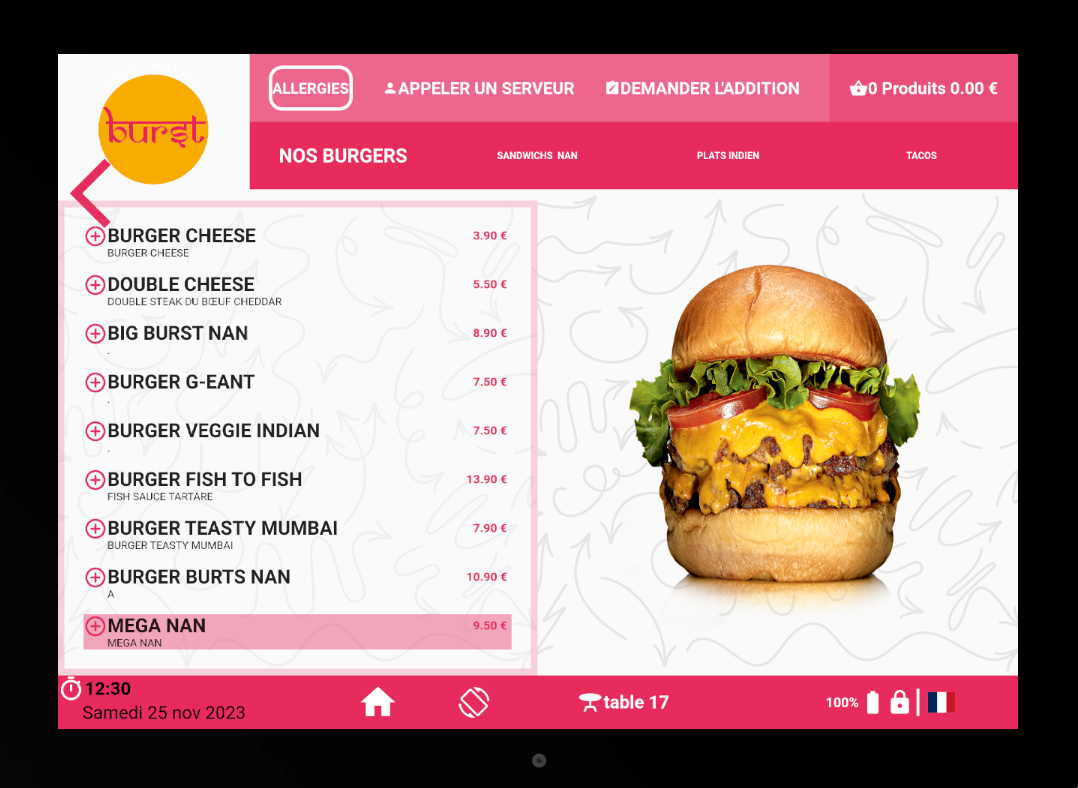 burst
ALLERGIES
APPELER UN SERVEUR
DEMANDER L'ADDITION
0 Produits 0.00 €
NOS BURGERS
SANDWICHS NAN
PLATS INDIEN
TACOS
BURGER CHEESE 3.90 €
BURGER CHEESE
DOUBLE CHEESE 5.50 €
DOUBLE STEAK DU BŒUF CHEDDAR
BIG BURST NAN 8.90 €
.
BURGER G-EANT 7.50 €
.
BURGER VEGGIE INDIAN 7.50 €
.
BURGER FISH TO FISH 13.90 €
FISH SAUCE TARTARE
BURGER TEASTY MUMBAI 7.90 €
BURGER TEASTY MUMBAI
BURGER BURTS NAN 10.90 €
A
MEGA NAN 9.50 €
MEGA NAN
12:30
Samedi 25 nov 2023
table 17
100%